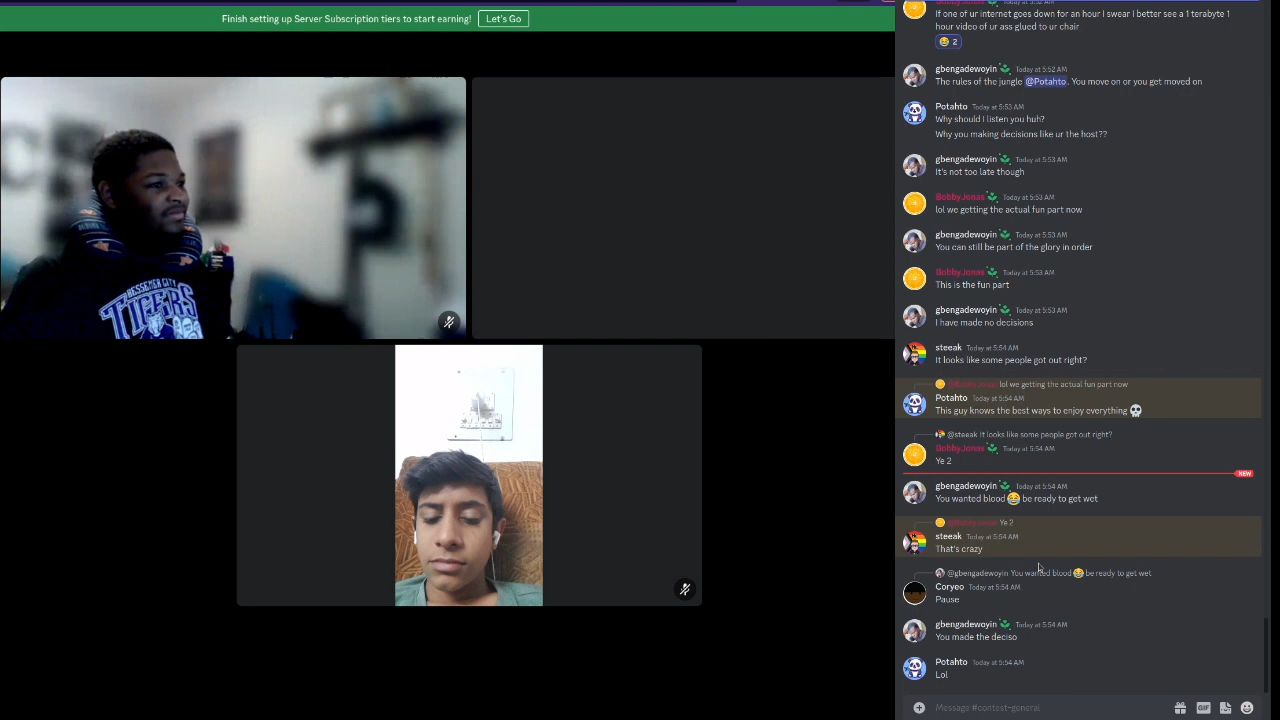 Finish setting up Server Subscription tiers to start earning! Let's Go
BESSEMER CITY
TIGERS
If one of ur internet goes down for an hour I swear I better see a 1 terabyte 1
hour video of ur ass glued to ur chair
😂 2
gbengadewoyin Today at 5:52 AM
The rules of the jungle @Potahto. You move on or you get moved on
Potahto Today at 5:53 AM
Why should I listen you huh?
Why you making decisions like ur the host??
gbengadewoyin Today at 5:53 AM
It's not too late though
BobbyJonas Today at 5:53 AM
lol we getting the actual fun part now
gbengadewoyin Today at 5:53 AM
You can still be part of the glory in order
BobbyJonas Today at 5:53 AM
This is the fun part
gbengadewoyin Today at 5:53 AM
I have made no decisions
steeak Today at 5:54 AM
It looks like some people got out right?
@BobbyJonas lol we getting the actual fun part now
Potahto Today at 5:54 AM
This guy knows the best ways to enjoy everything 💀
@steeak It looks like some people got out right?
BobbyJonas Today at 5:54 AM
Ye 2
NEW
gbengadewoyin Today at 5:54 AM
You wanted blood 😂 be ready to get wet
@BobbyJonas Ye 2
steeak Today at 5:54 AM
That's crazy
@gbengadewoyin You wanted blood 😂 be ready to get wet
Coryeo Today at 5:54 AM
Pause
gbengadewoyin Today at 5:54 AM
You made the deciso
Potahto Today at 5:54 AM
Lol
Message #contest-general
GIF